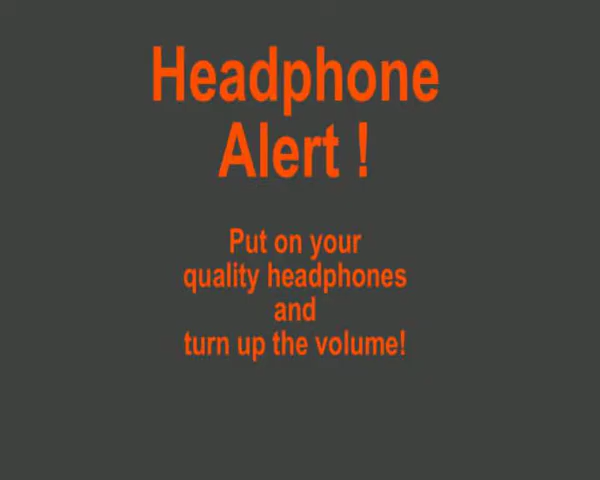 Headphone
Alert !
Put on your
quality headphones
and
turn up the volume!